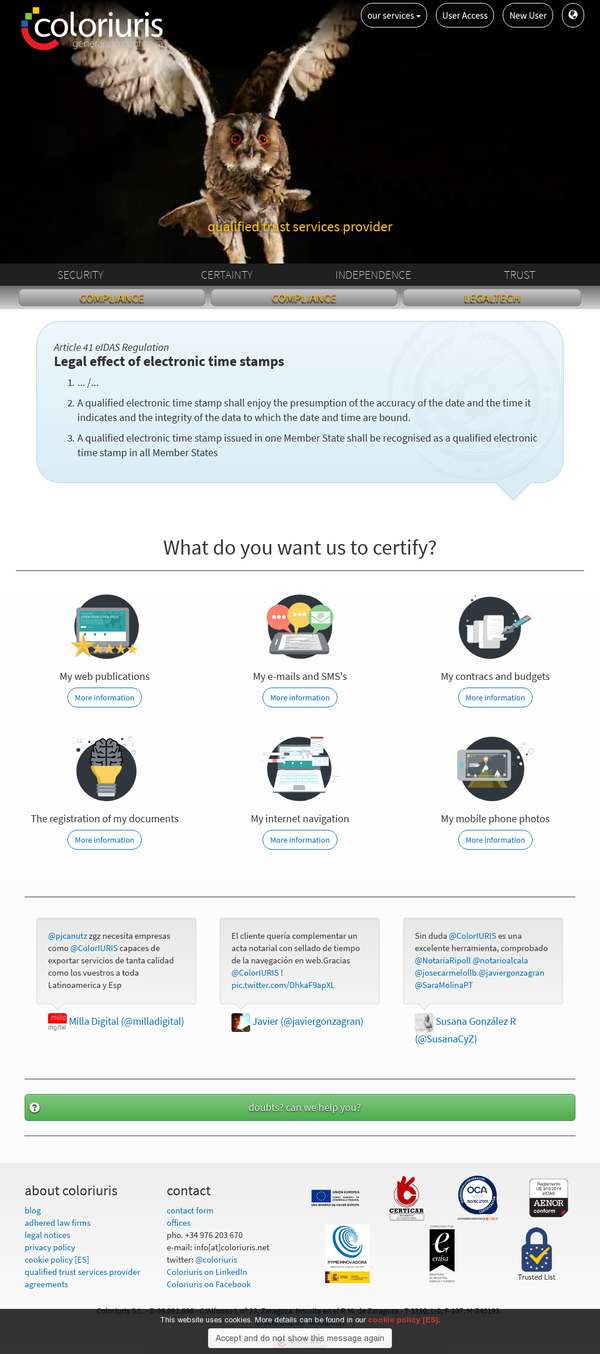 coloriuris
our services
User Access
New User
qualified trust services provider
SECURITY
CERTAINTY
INDEPENDENCE
TRUST
COMPLIANCE
COMPLIANCE
LEGALTECH
Article 41 eIDAS Regulation
Legal effect of electronic time stamps
1. ... /...
2. A qualified electronic time stamp shall enjoy the presumption of the accuracy of the date and the time it
indicates and the integrity of the data to which the date and time are bound.
3. A qualified electronic time stamp issued in one Member State shall be recognised as a qualified electronic
time stamp in all Member States
What do you want us to certify?
My web publications
More information
My e-mails and SMS's
More information
My contracs and budgets
More information
The registration of my documents
More information
My internet navigation
More information
My mobile phone photos
More information
@pjcanutz zgz necesita empresas
como @ColorIURIS capaces de
exportar servicios de tanta calidad
como los vuestros a toda
Latinoamerica y Esp
Milla Digital (@milladigital)
El cliente quería complementar un
acta notarial con sellado de tiempo
de la navegación en web.Gracias
@ColorIURIS !
pic.twitter.com/DhkaF9apXL
Javier (@javiergonzagran)
Sin duda @ColorIURIS es una
excelente herramienta, comprobado
@NotariaRipoll @notarioalcala
@josecarmelollb @javiergonzagran
@SaraMolinaPT
Susana González R
(@SusanaCyZ)
doubts? can we help you?
about coloriuris
blog
adhered law firms
legal notices
privacy policy
cookie policy [ES]
qualified trust services provider
agreements
contact
contact form
offices
pho. +34 976 203 670
e-mail: info[at]coloriuris.net
twitter: @coloriuris
Coloriuris on LinkedIn
Coloriuris on Facebook
UNION EUROPEA
CERTICAR
OCA
ISO 27001
Reglamento
UE 910/2014
eIDAS
AENOR
conform
PYMEINNOVADORA
enisa
Trusted List
This website uses cookies. More details can be found in our cookie policy [ES].
Accept and do not show this message again